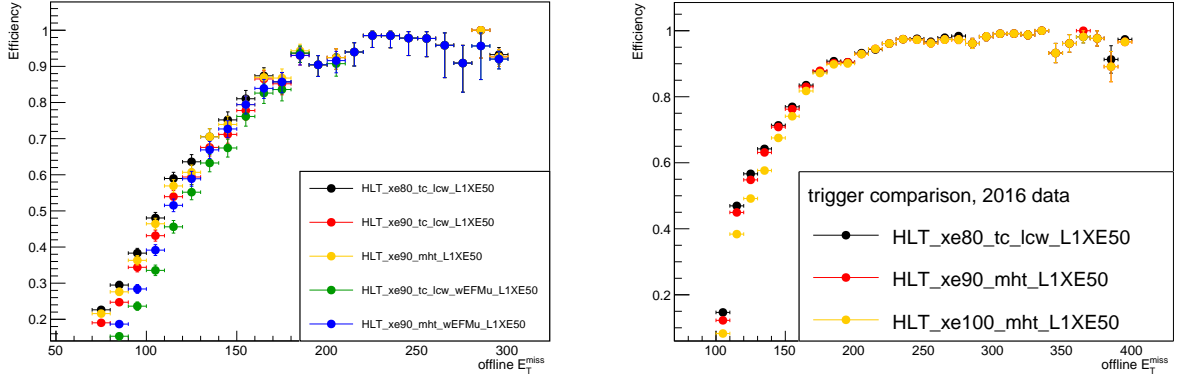 Efficiency
1
0.9
0.8
0.7
0.6
0.5
0.4
0.3
0.2
50 100 150 200 250 300
offline E_T^miss
HLT_xe80_tc_lcw_L1XE50
HLT_xe90_tc_lcw_L1XE50
HLT_xe90_mht_L1XE50
HLT_xe90_tc_lcw_wEFMu_L1XE50
HLT_xe90_mht_wEFMu_L1XE50
Efficiency
1
0.8
0.6
0.4
0.2
50 100 150 200 250 300 350 400
offline E_T^miss
trigger comparison, 2016 data
HLT_xe80_tc_lcw_L1XE50
HLT_xe90_mht_L1XE50
HLT_xe100_mht_L1XE50